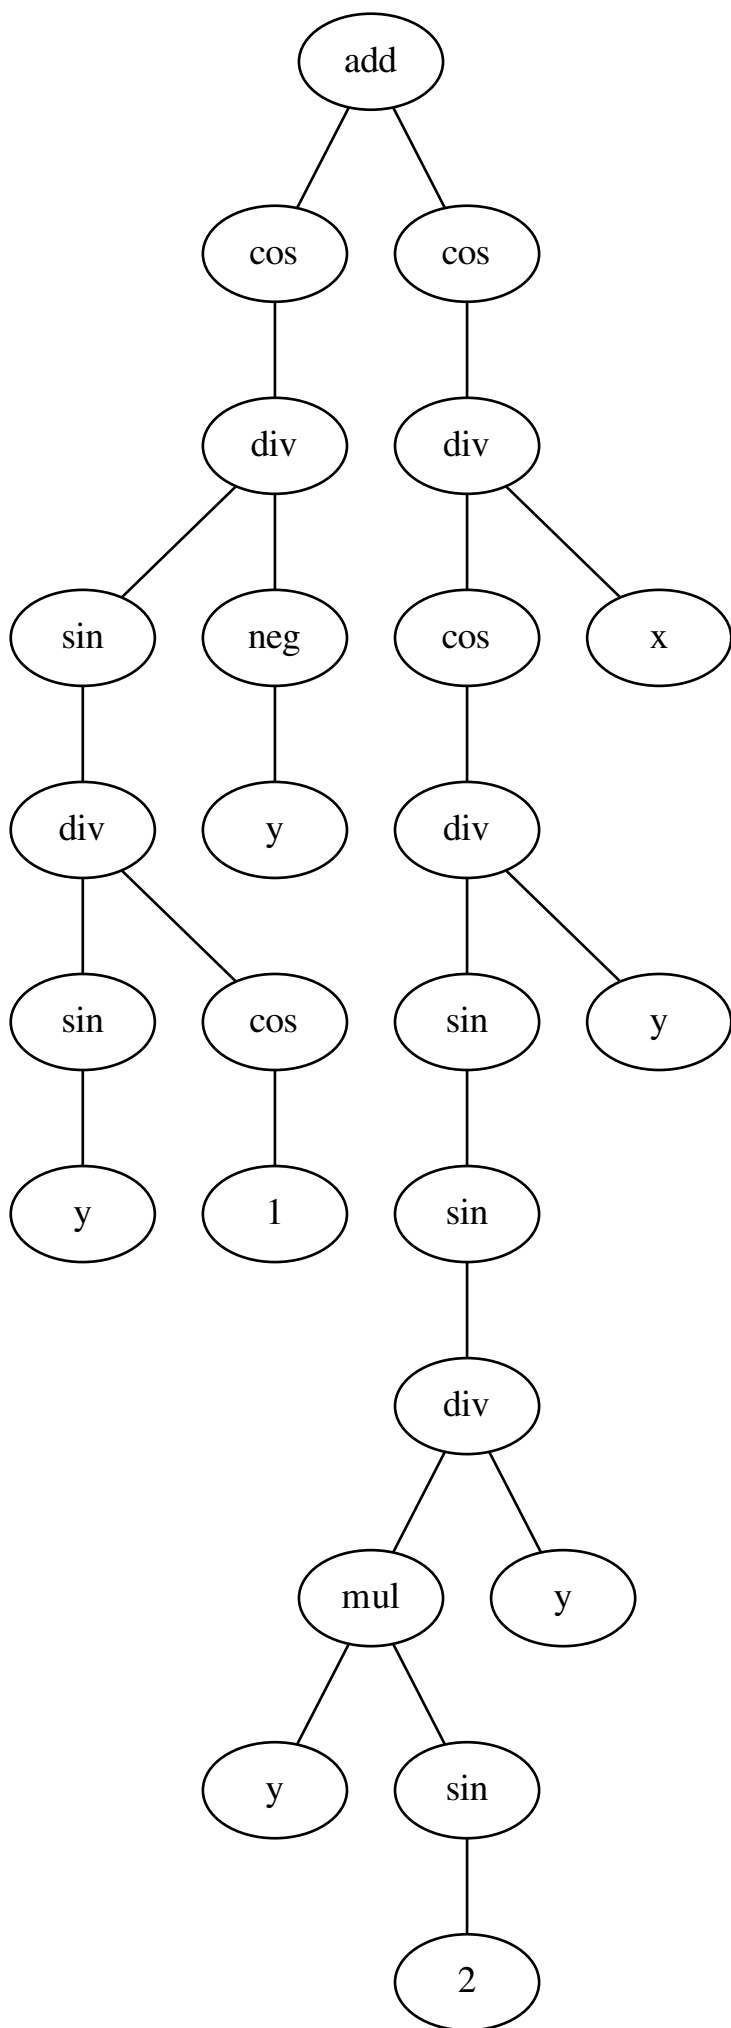 add
cos cos
div div
sin neg cos x
div y div
sin cos sin y
y 1 sin
div
mul y
y sin
2